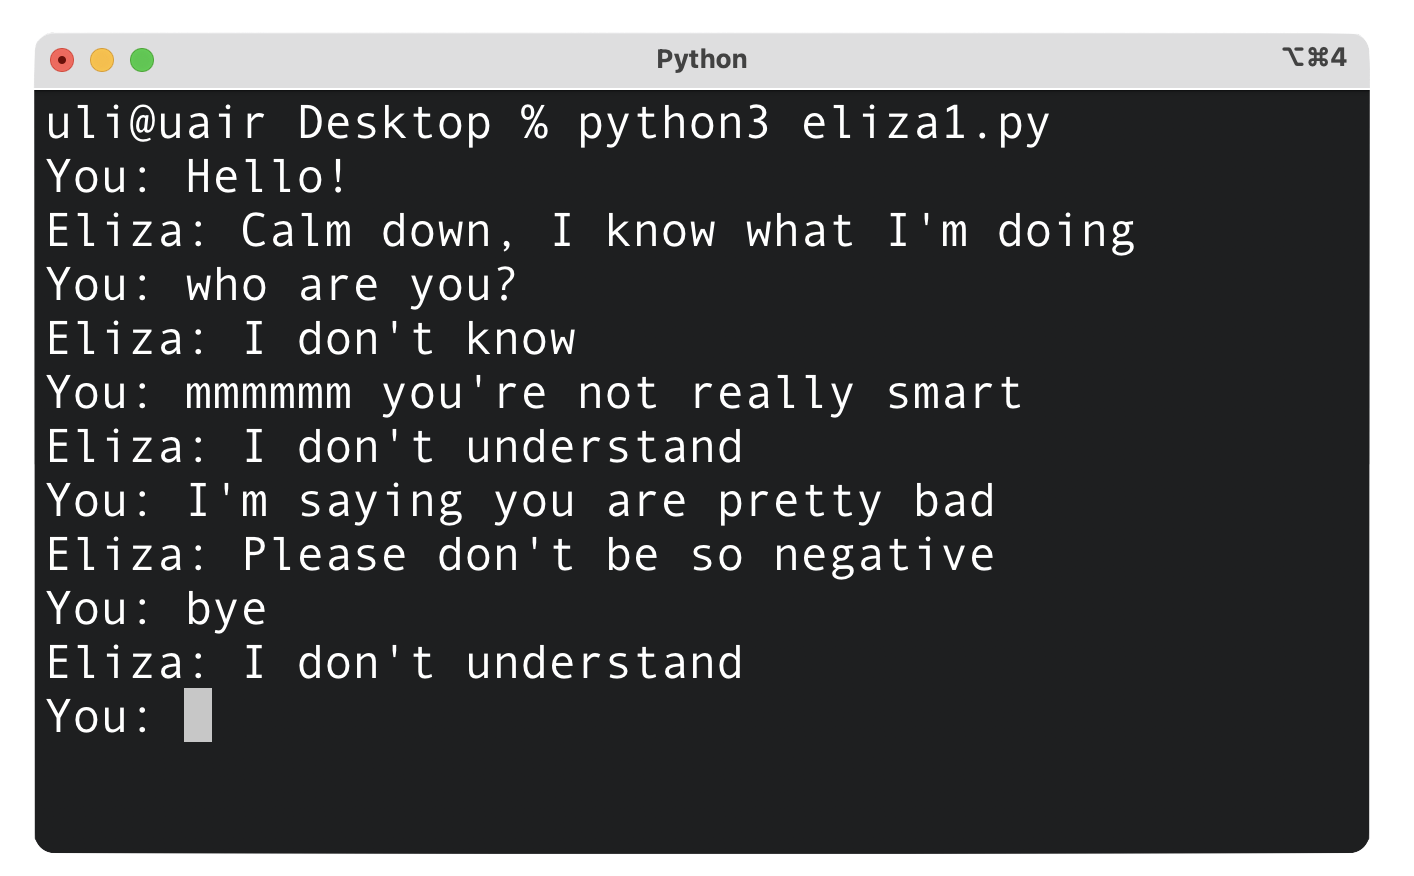 Python
⌥⌘4
uli@uair Desktop % python3 eliza1.py
You: Hello!
Eliza: Calm down, I know what I'm doing
You: who are you?
Eliza: I don't know
You: mmmmmm you're not really smart
Eliza: I don't understand
You: I'm saying you are pretty bad
Eliza: Please don't be so negative
You: bye
Eliza: I don't understand
You: